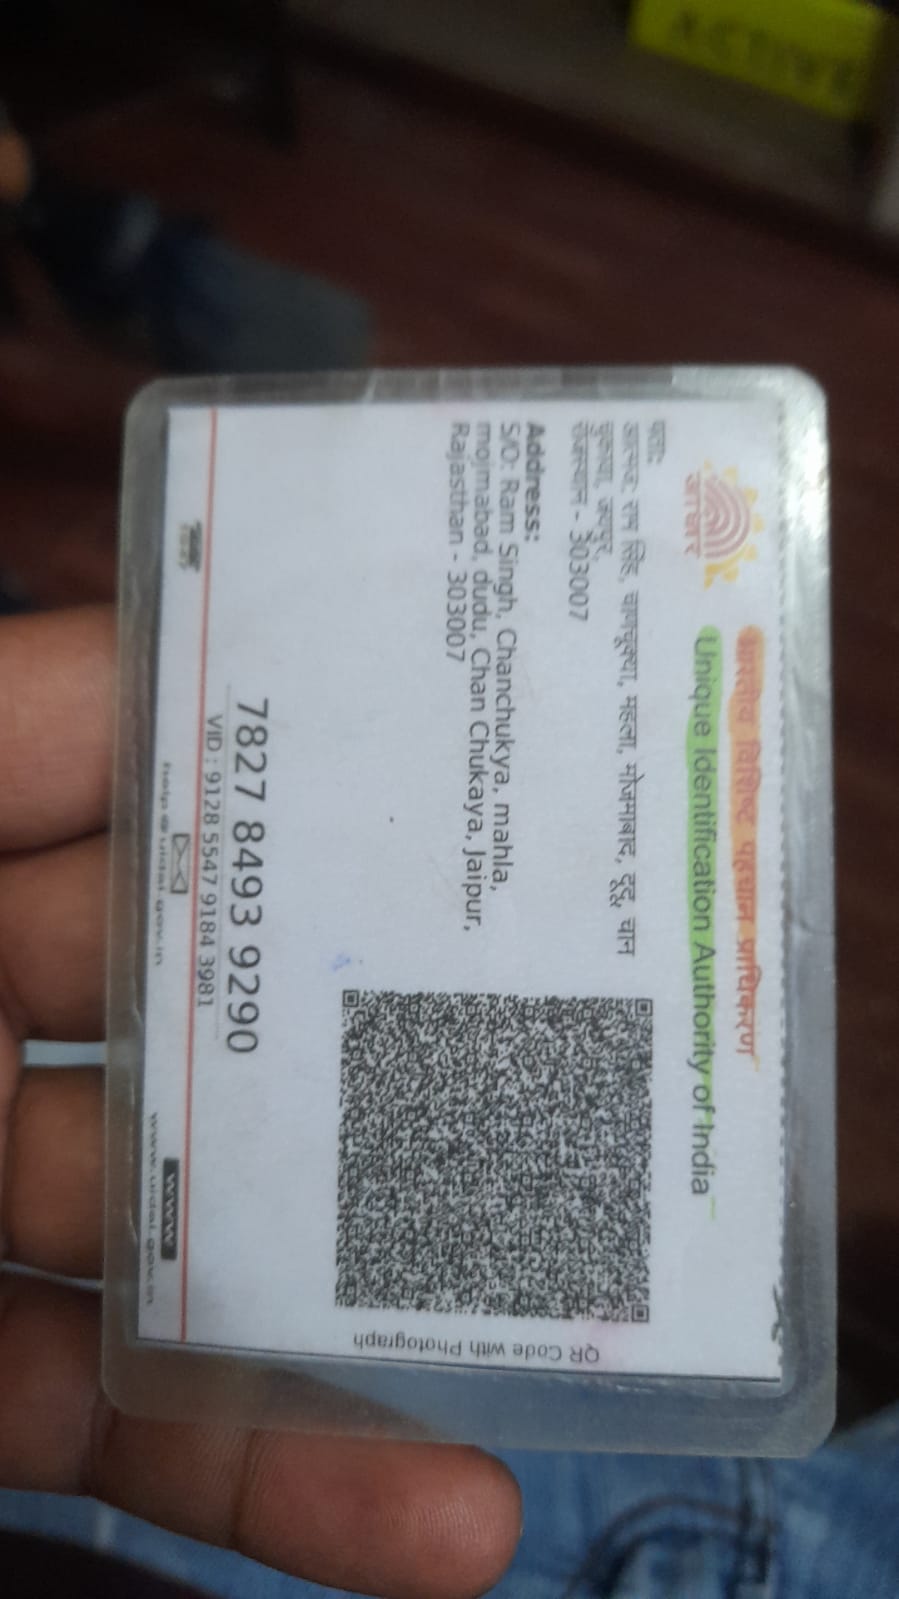 आधार
भारतीय विशिष्ट पहचान प्राधिकरण
Unique Identification Authority of India
पता:
आत्मज: राम सिंह, चानचूक्या, महला, मोजमाबाद, दूदू, चान
चुकया, जयपुर,
राजस्थान - 303007
Address:
S/O: Ram Singh, Chanchukya, mahla,
mojmabad, dudu, Chan Chukaya, Jaipur,
Rajasthan - 303007
QR Code with Photograph
7827 8493 9290
VID : 9128 5547 9184 3981
1947
help@uidai.gov.in
www
www.uidai.gov.in